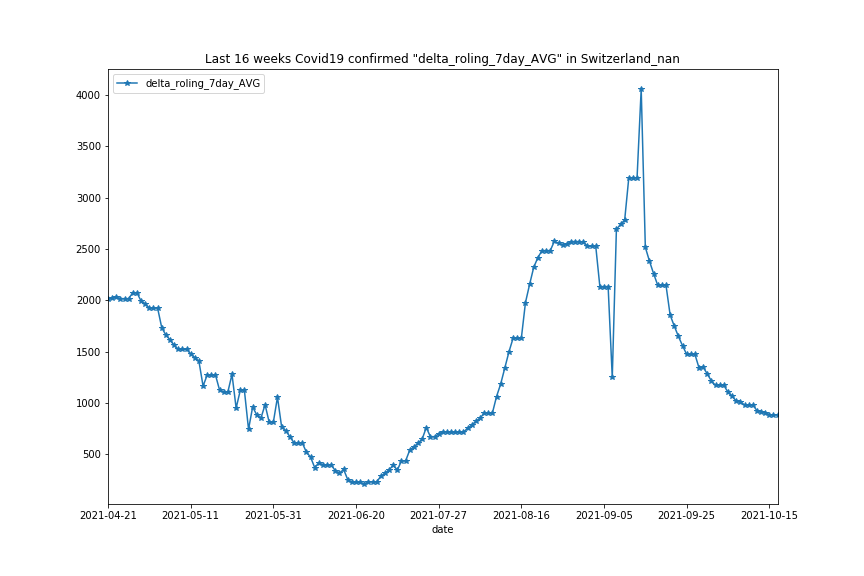 Last 16 weeks Covid19 confirmed "delta_roling_7day_AVG" in Switzerland_nan
delta_roling_7day_AVG
4000
3500
3000
2500
2000
1500
1000
500
2021-04-21 2021-05-11 2021-05-31 2021-06-20 2021-07-27 2021-08-16 2021-09-05 2021-09-25 2021-10-15
date